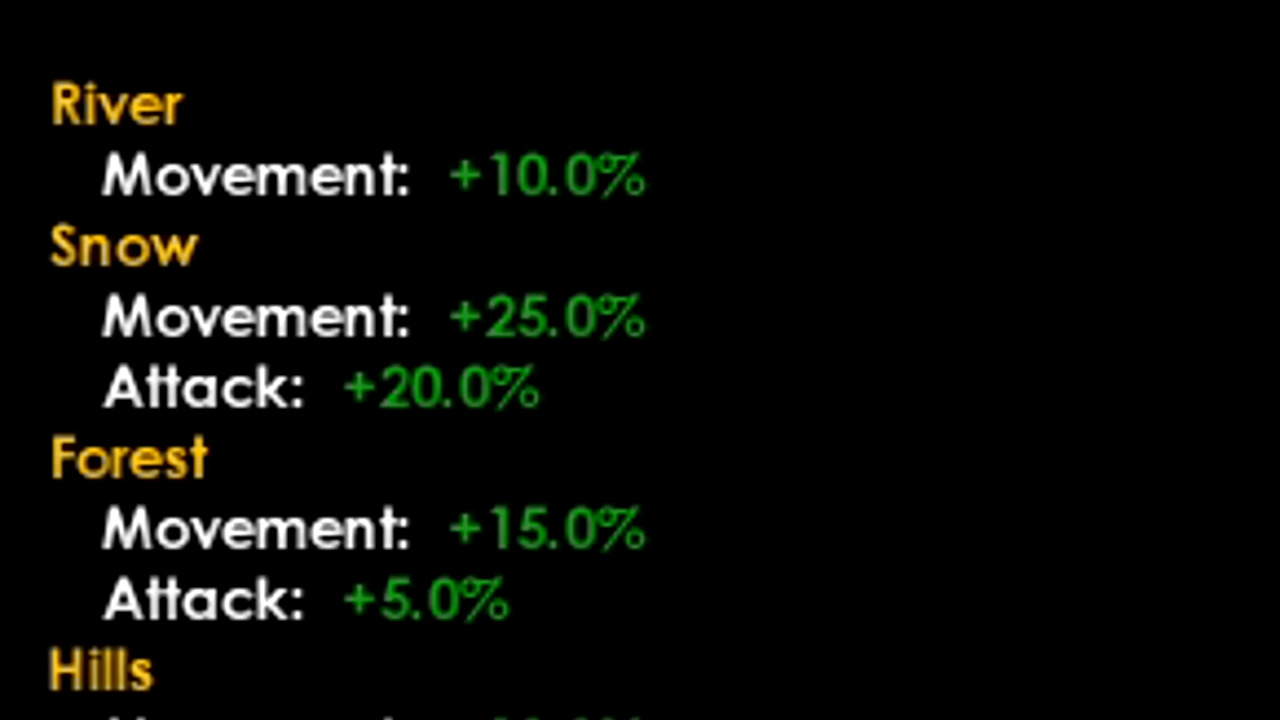 River
Movement: +10.0%
Snow
Movement: +25.0%
Attack: +20.0%
Forest
Movement: +15.0%
Attack: +5.0%
Hills